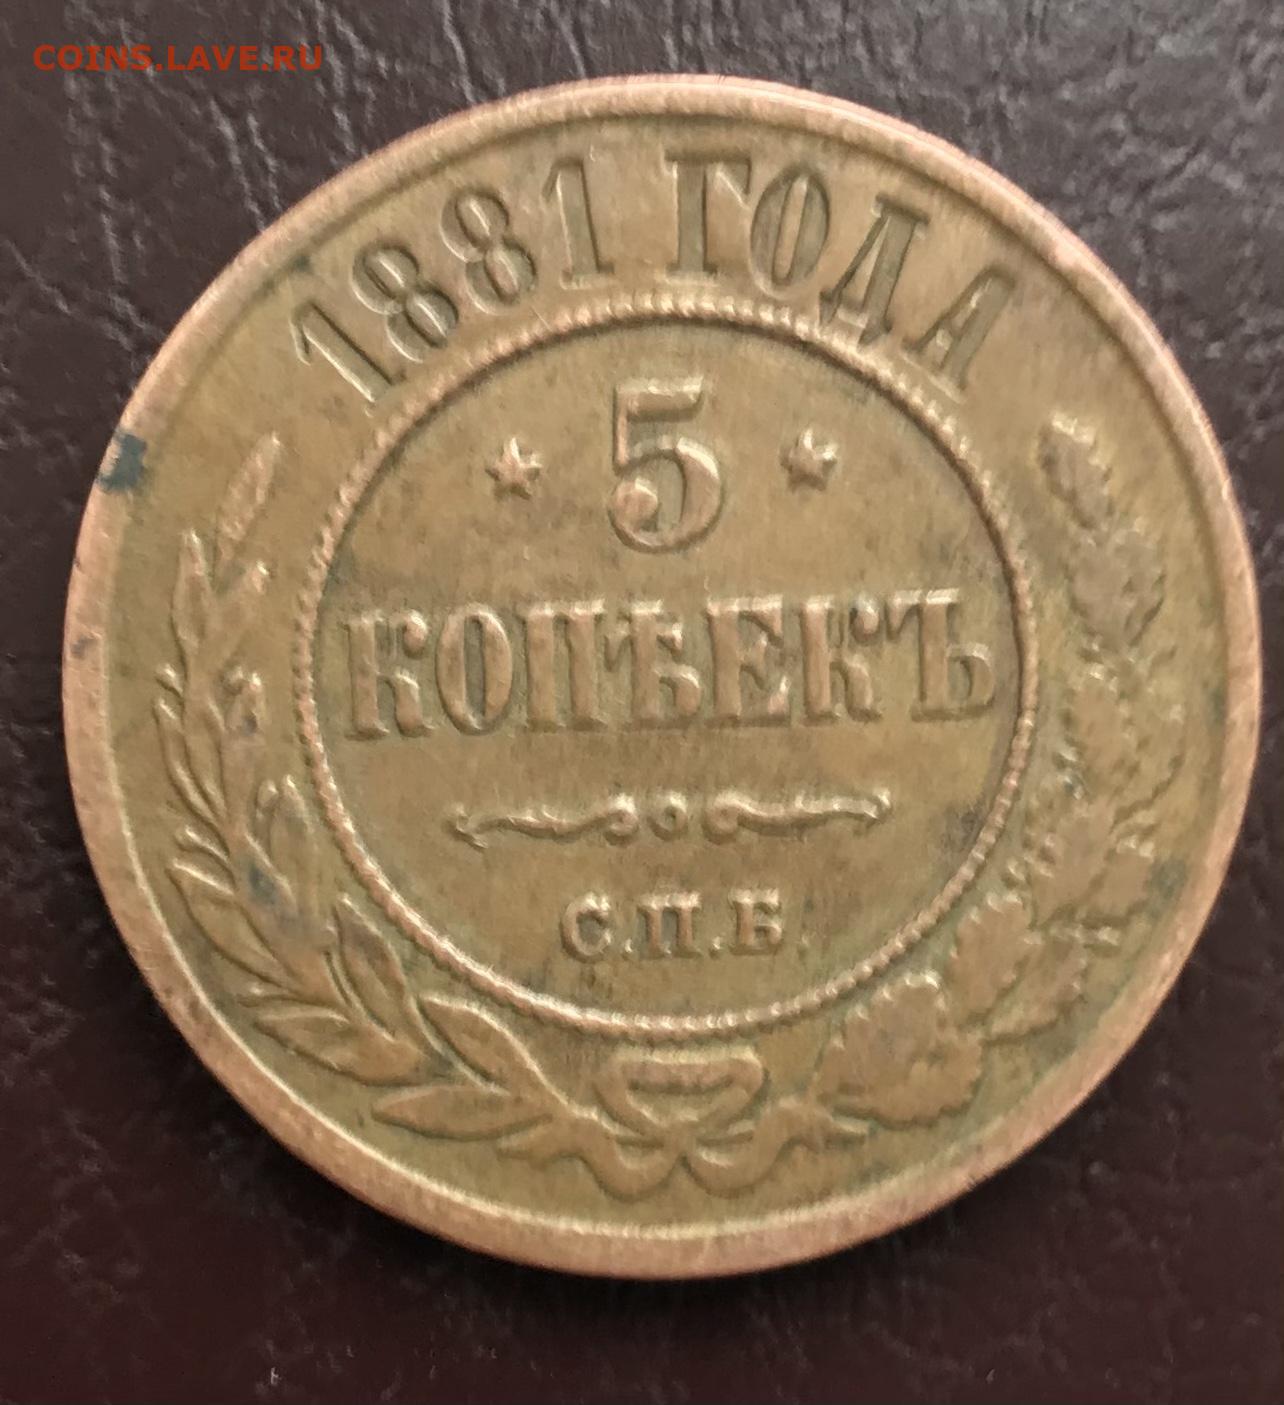 COINS.LAVE.RU
1881 ГОДА
* 5 *
КОПѢЕКЪ
С.П.Б.